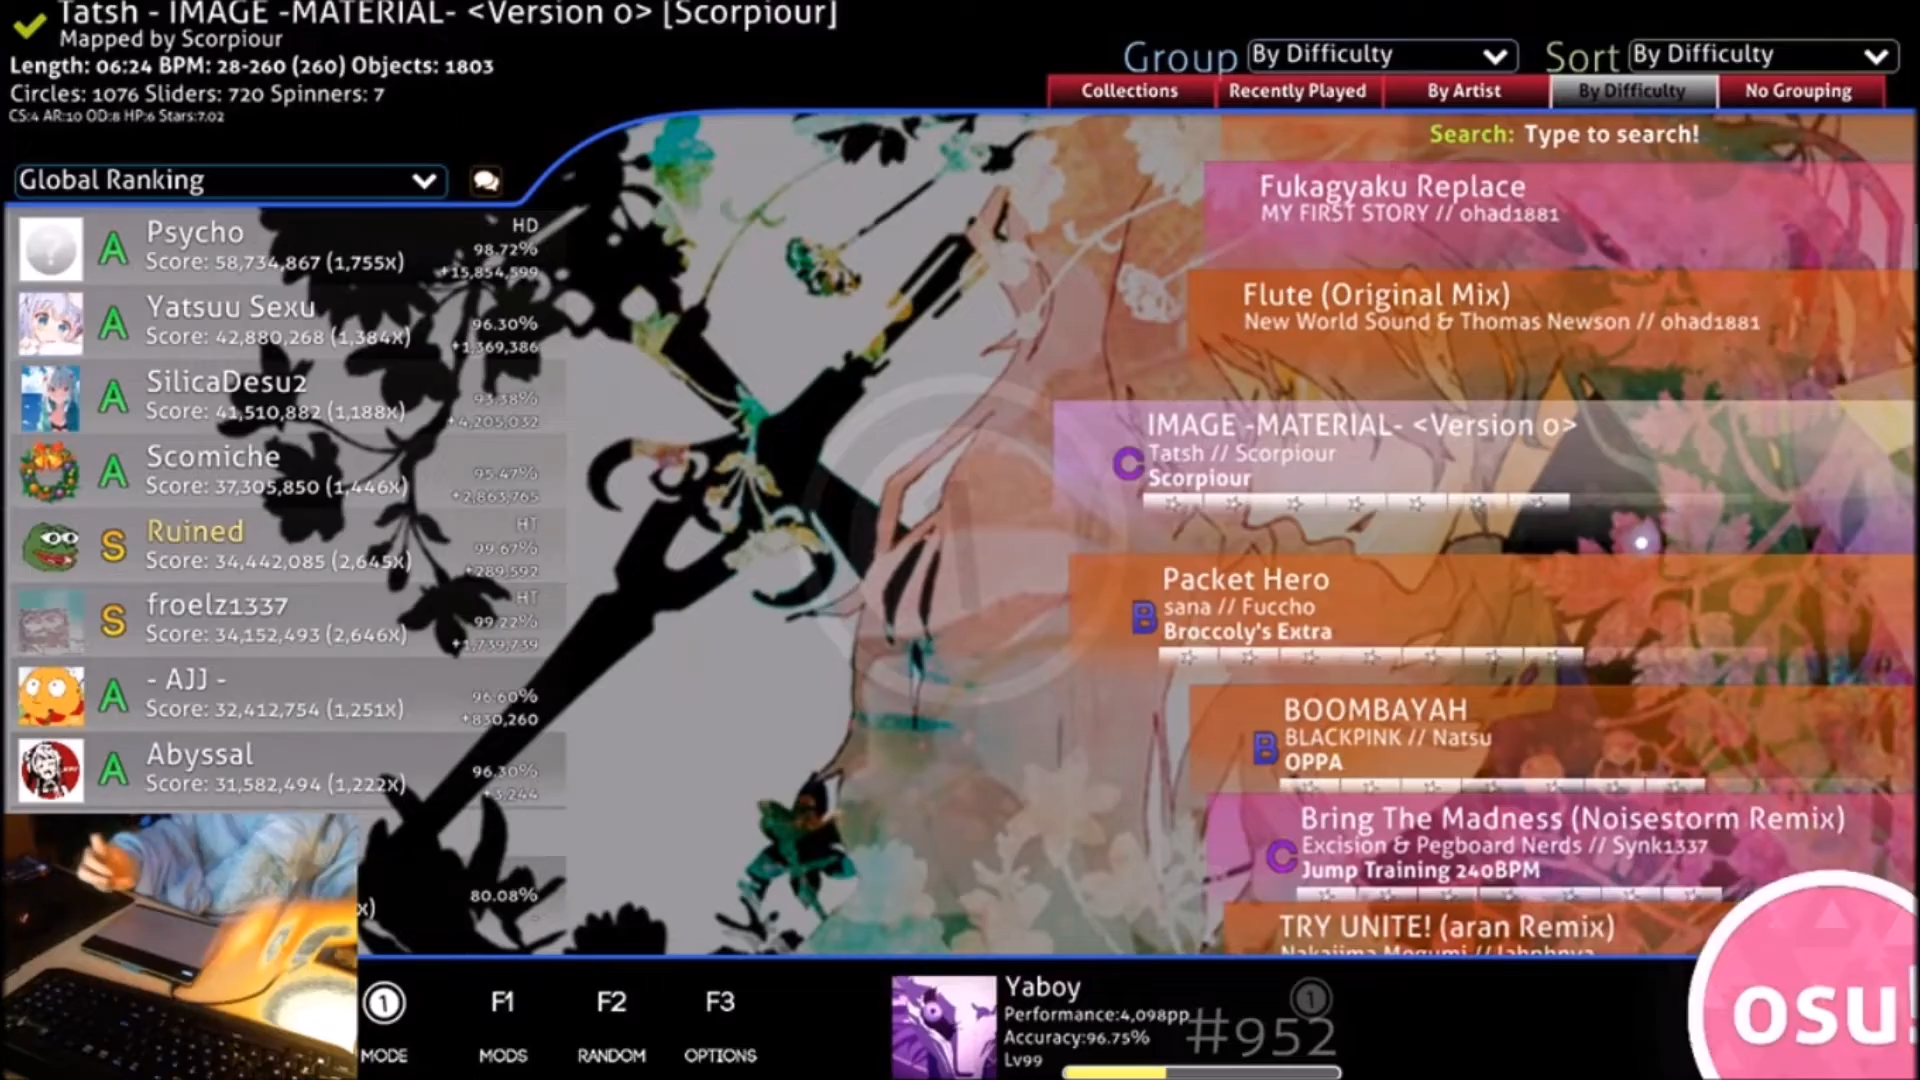 Tatsh - IMAGE -MATERIAL- <Version 0> [Scorpiour]
Mapped by Scorpiour
Length: 06:24 BPM: 28-260 (260) Objects: 1803
Circles: 1076 Sliders: 720 Spinners: 7
CS:4 AR:10 OD:8 HP:6 Stars:7.02
Group By Difficulty
Sort By Difficulty
Collections
Recently Played
By Artist
By Difficulty
No Grouping
Search: Type to search!
Global Ranking
Psycho
Score: 58,734,867 (1,755x)
HD
98.72%
+15,854,599
A
Yatsuu Sexu
Score: 42,880,268 (1,384x)
96.30%
+1,369,386
A
SilicaDesu2
Score: 41,510,882 (1,188x)
93.38%
+4,205,032
A
Scomiche
Score: 37,305,850 (1,446x)
95.47%
+2,863,765
A
Ruined
Score: 34,442,085 (2,645x)
HT
99.67%
+289,592
S
froelz1337
Score: 34,152,493 (2,646x)
HT
99.22%
+1,739,739
S
- AJJ -
Score: 32,412,754 (1,251x)
96.60%
+830,260
A
Abyssal
Score: 31,582,494 (1,222x)
96.30%
+3,244
A
x)
80.08%
Fukagyaku Replace
MY FIRST STORY // ohad1881
Flute (Original Mix)
New World Sound & Thomas Newson // ohad1881
IMAGE -MATERIAL- <Version 0>
Tatsh // Scorpiour
Scorpiour
C
Packet Hero
sana // Fuccho
Broccoly's Extra
B
BOOMBAYAH
BLACKPINK // Natsu
OPPA
B
Bring The Madness (Noisestorm Remix)
Excision & Pegboard Nerds // Synk1337
Jump Training 240BPM
C
TRY UNITE! (aran Remix)
1
MODE
F1
MODS
F2
RANDOM
F3
OPTIONS
Yaboy
Performance:4,098pp
Accuracy:96.75%
Lv99
#952
1
osu!